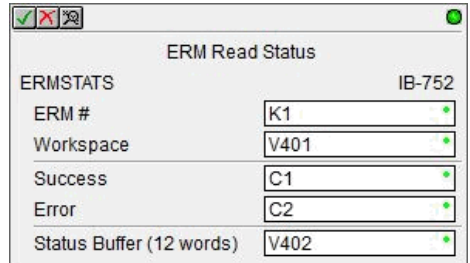 ERM Read Status
ERMSTATS IB-752
ERM # K1
Workspace V401
Success C1
Error C2
Status Buffer (12 words) V402